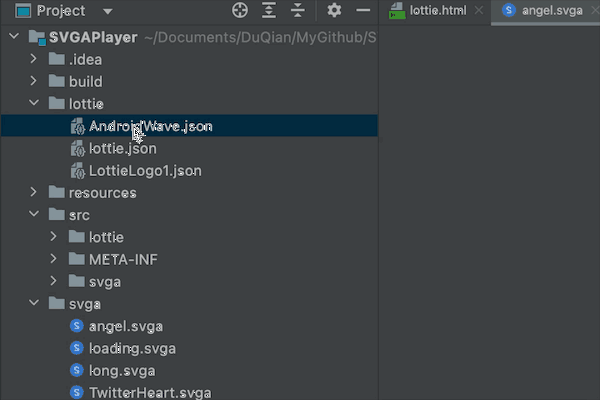 Project
lottie.html
angel.svga
SVGAPlayer ~/Documents/DuQian/MyGithub/S
.idea
build
lottie
AndroidWave.json
lottie.json
LottieLogo1.json
resources
src
lottie
META-INF
svga
svga
angel.svga
loading.svga
long.svga
TwitterHeart.svga